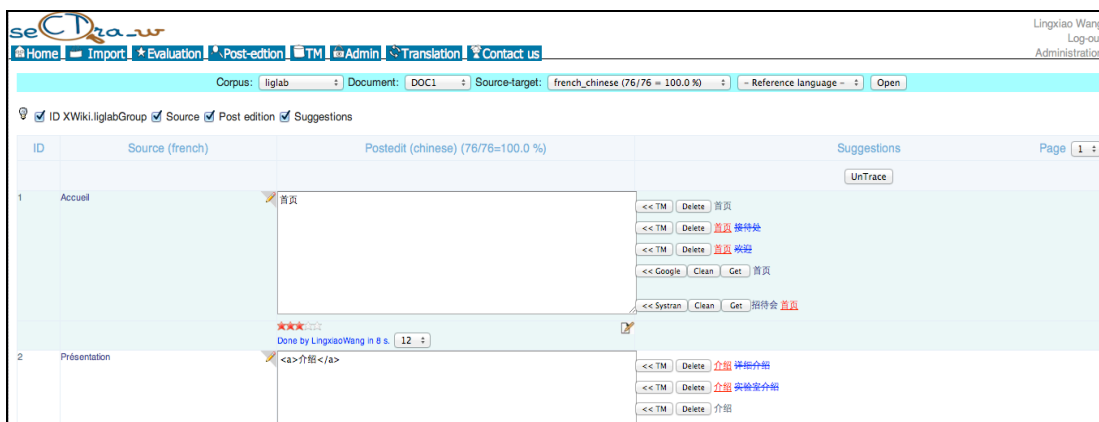 seCTra_w
Lingxiao Wang
Log-ou
Administration
Home Import Evaluation Post-edtion TM Admin Translation Contact us
Corpus: liglab Document: DOC1 Source-target: french_chinese (76/76 = 100.0 %) - Reference language - Open
ID XWiki.liglabGroup Source Post edition Suggestions
ID Source (french) Postedit (chinese) (76/76=100.0 %) Suggestions Page 1
UnTrace
1 Accueil 首页
<< TM Delete 首页
<< TM Delete 首页 接待处
<< TM Delete 首页 欢迎
<< Google Clean Get 首页
<< Systran Clean Get 招待会 首页
Done by LingxiaoWang in 8 s. 12
2 Présentation <a>介绍</a>
<< TM Delete 介绍 详细介绍
<< TM Delete 介绍 实验室介绍
<< TM Delete 介绍